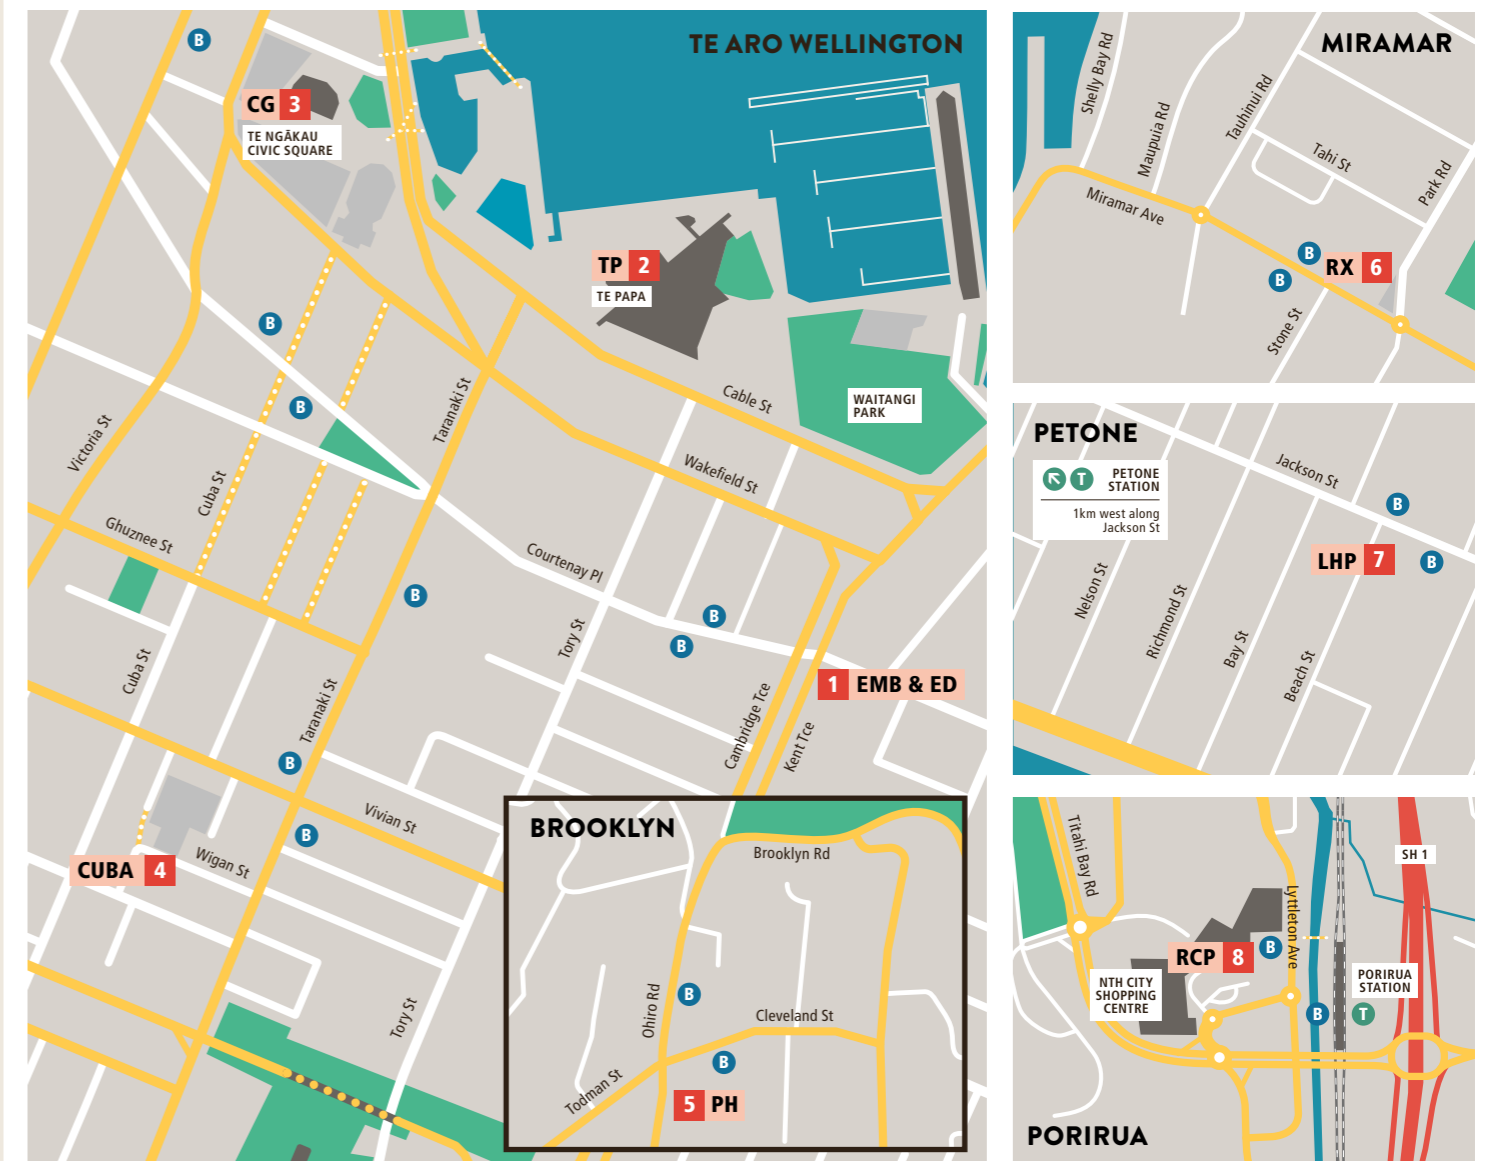 TE ARO WELLINGTON
B
CG 3
TE NGĀKAU
CIVIC SQUARE
TP 2
TE PAPA
B
B
WAITANGI
PARK
Cable St
Taranaki St
Victoria St
Cuba St
Wakefield St
Ghuznee St
Courtenay Pl
B
B
B
Tory St
Cuba St
1 EMB & ED
Taranaki St
Cambridge Tce
Kent Tce
B
B
Vivian St
CUBA 4
Wigan St
Tory St
BROOKLYN
Brooklyn Rd
Ohiro Rd
B
Cleveland St
B
Todman St
5 PH
MIRAMAR
Shelly Bay Rd
Maupuia Rd
Tauhinui Rd
Tahi St
Park Rd
Miramar Ave
B
B
RX 6
Stone St
PETONE
T PETONE
STATION
1km west along
Jackson St
Jackson St
B
LHP 7
B
Nelson St
Richmond St
Bay St
Beach St
Titahi Bay Rd
SH 1
Lyttleton Ave
RCP 8
B
NTH CITY
SHOPPING
CENTRE
PORIRUA
STATION
B
T
PORIRUA